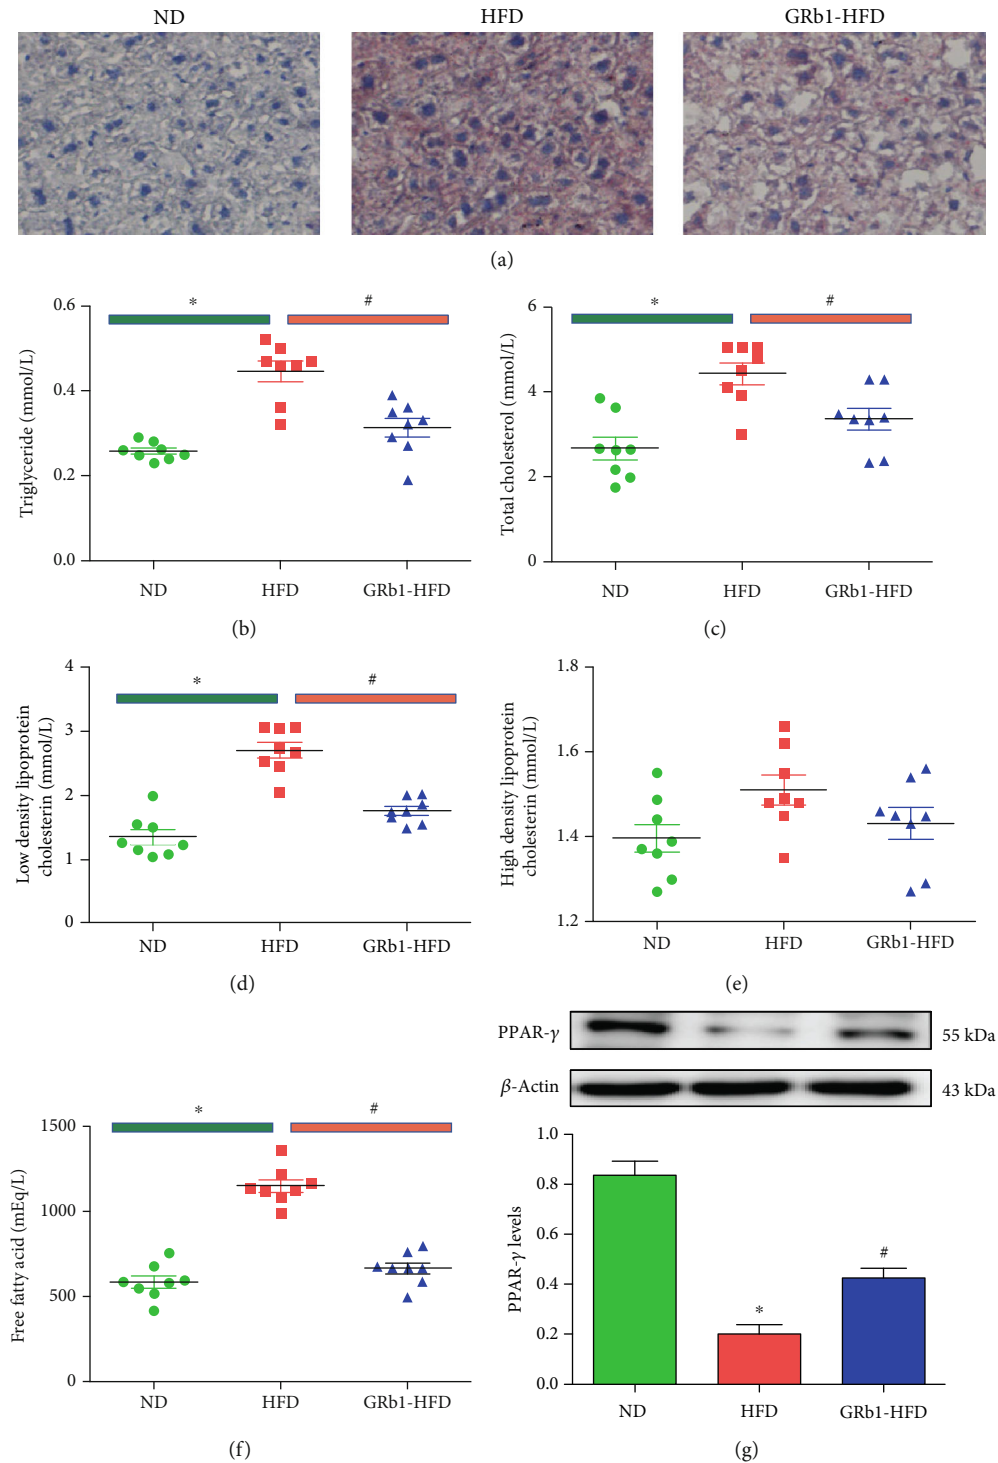 ND HFD GRb1-HFD
(a)
Triglyceride (mmol/L)
0.6
0.4
0.2
0.0
* #
ND HFD GRb1-HFD
(b)
Total cholesterol (mmol/L)
6
4
2
0
* #
ND HFD GRb1-HFD
(c)
Low density lipoprotein
cholesterin (mmol/L)
4
3
2
1
0
* #
ND HFD GRb1-HFD
(d)
High density lipoprotein
cholesterin (mmol/L)
1.8
1.6
1.4
1.2
ND HFD GRb1-HFD
(e)
Free fatty acid (mEq/L)
1500
1000
500
0
* #
ND HFD GRb1-HFD
(f)
PPAR-γ 55 kDa
β-Actin 43 kDa
PPAR-γ levels
1.0
0.8
0.6
0.4
0.2
0.0
* #
ND HFD GRb1-HFD
(g)